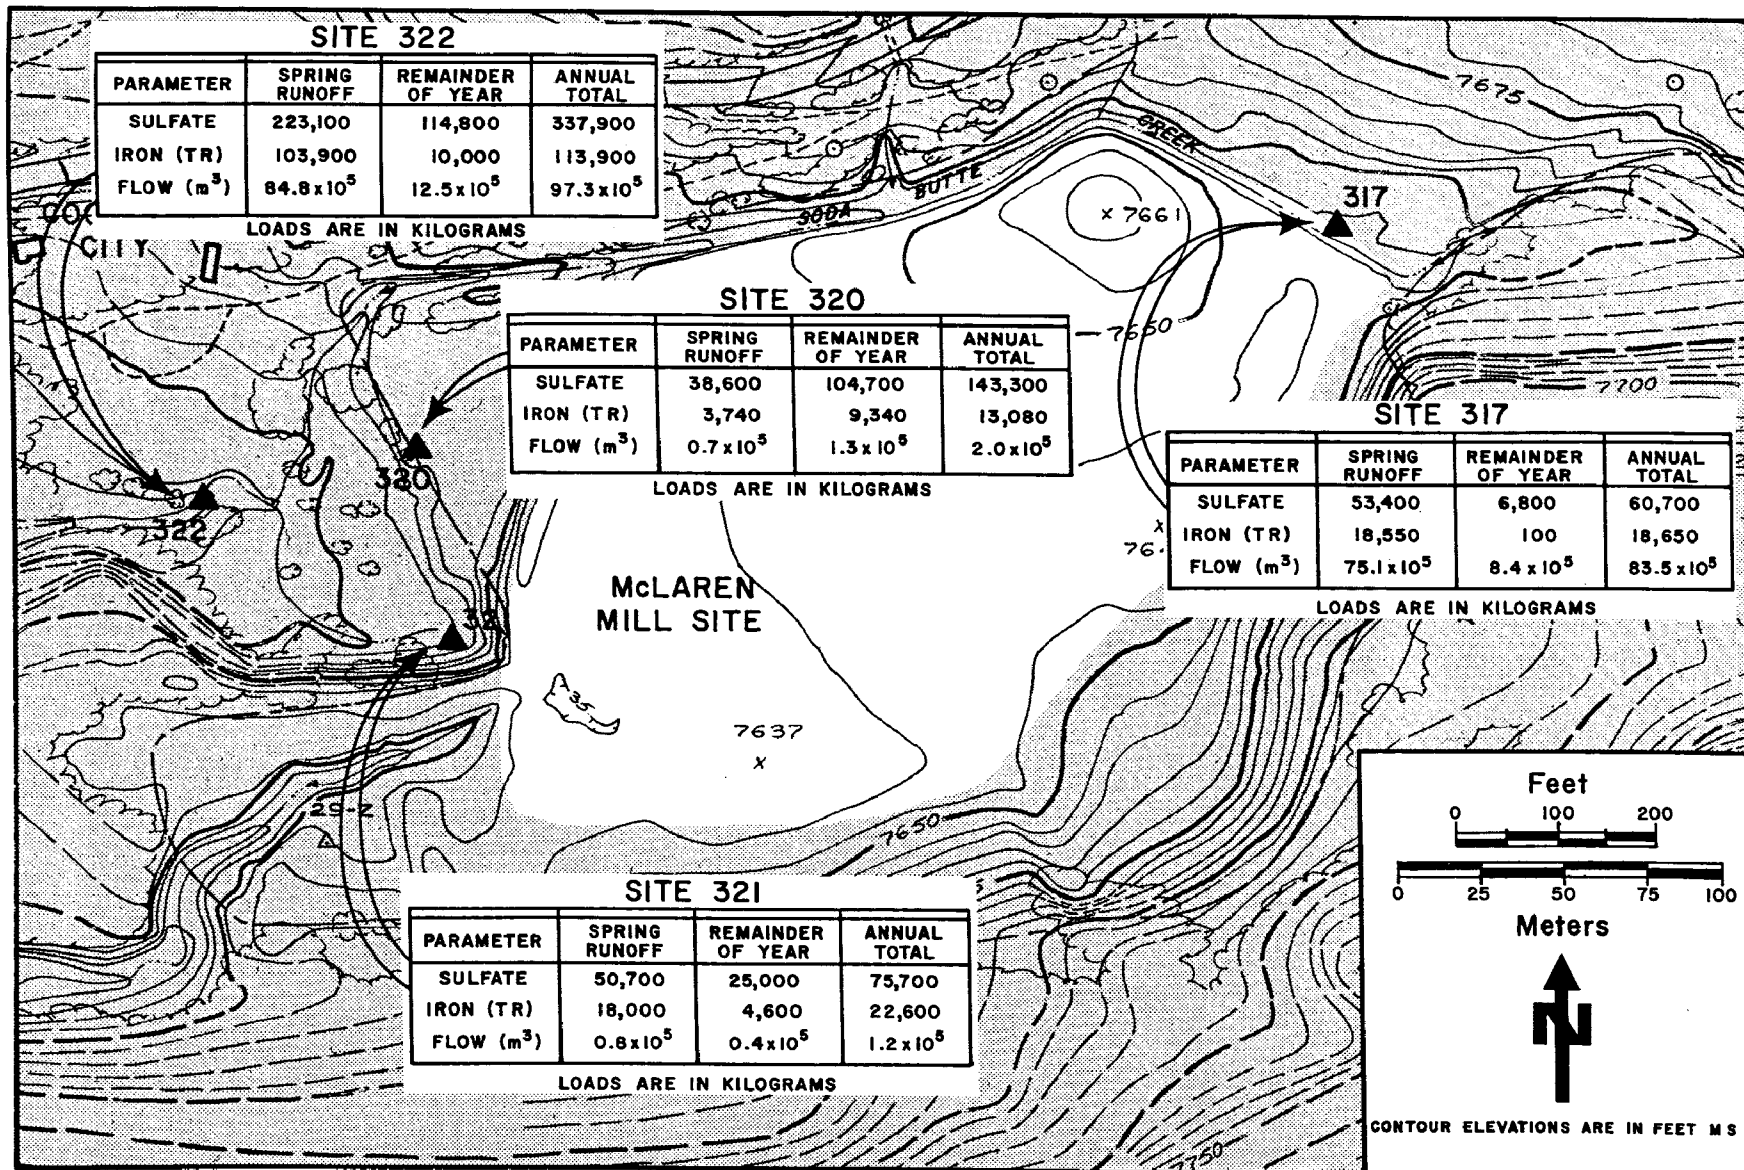 SITE 322
PARAMETER SPRING RUNOFF REMAINDER OF YEAR ANNUAL TOTAL
SULFATE 223,100 114,800 337,900
IRON (TR) 103,900 10,000 113,900
FLOW (m³) 84.8x10⁵ 12.5x10⁵ 97.3x10⁵
LOADS ARE IN KILOGRAMS
CITY
SODA BUTTE CREEK
7675
x 7661
317
7650
7700
SITE 320
PARAMETER SPRING RUNOFF REMAINDER OF YEAR ANNUAL TOTAL
SULFATE 38,600 104,700 143,300
IRON (TR) 3,740 9,340 13,080
FLOW (m³) 0.7x10⁵ 1.3x10⁵ 2.0x10⁵
LOADS ARE IN KILOGRAMS
320
322
SITE 317
PARAMETER SPRING RUNOFF REMAINDER OF YEAR ANNUAL TOTAL
SULFATE 53,400 6,800 60,700
IRON (TR) 18,550 100 18,650
FLOW (m³) 75.1x10⁵ 8.4x10⁵ 83.5x10⁵
LOADS ARE IN KILOGRAMS
x
76
McLAREN
MILL SITE
32
35
7637
x
29-Z
7650
SITE 321
PARAMETER SPRING RUNOFF REMAINDER OF YEAR ANNUAL TOTAL
SULFATE 50,700 25,000 75,700
IRON (TR) 18,000 4,600 22,600
FLOW (m³) 0.8x10⁵ 0.4x10⁵ 1.2x10⁵
LOADS ARE IN KILOGRAMS
Feet
0 100 200
0 25 50 75 100
Meters
N
CONTOUR ELEVATIONS ARE IN FEET MS
7750